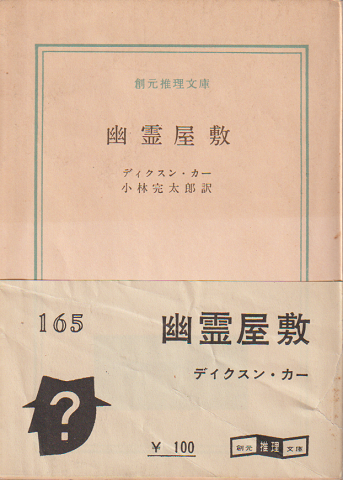 創元推理文庫
幽霊屋敷
ディクスン・カー
小林完太郎訳
165
幽霊屋敷
ディクスン・カー
?
¥ 100
創元 推理 文庫